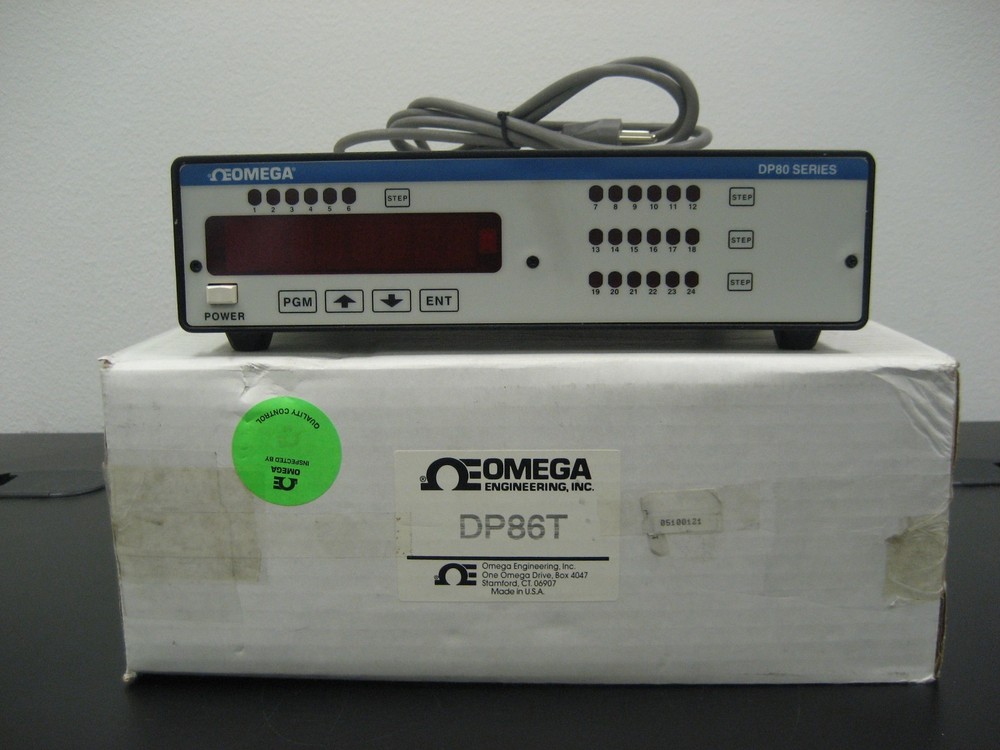 OMEGA®
DP80 SERIES
1 2 3 4 5 6
STEP
7 8 9 10 11 12
STEP
13 14 15 16 17 18
STEP
19 20 21 22 23 24
STEP
POWER
PGM
ENT
QUALITY CONTROL
INSPECTED BY
OMEGA
® OMEGA
ENGINEERING, INC.
DP86T
05100121
Omega Engineering, Inc.
One Omega Drive, Box 4047
Stamford, CT 06907
Made in U.S.A.